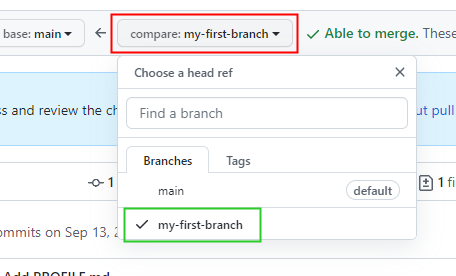 base: main
compare: my-first-branch
Able to merge. These
Choose a head ref
ss and review the ch
ut pull
Find a branch
Branches
Tags
1
1 fi
main
default
my-first-branch
ommits on Sep 13, 2
Add PROFILE.md